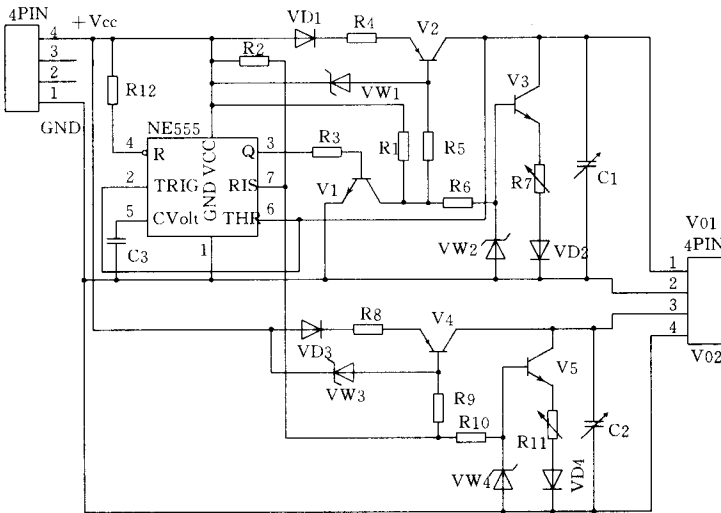 4PIN
+Vcc
4
3
2
1
GND
VD1
R4
V2
R2
VW1
V3
R12
NE555
4
R
VCC
Q
3
R3
R1
R5
2
TRIG
RIS
7
V1
R6
R7
C1
5
CVolt
GND
THR
6
C3
1
VW2
VD2
V01
4PIN
1
2
3
4
V02
VD3
R8
V4
VW3
V5
R9
R10
R11
C2
VW4
VD4